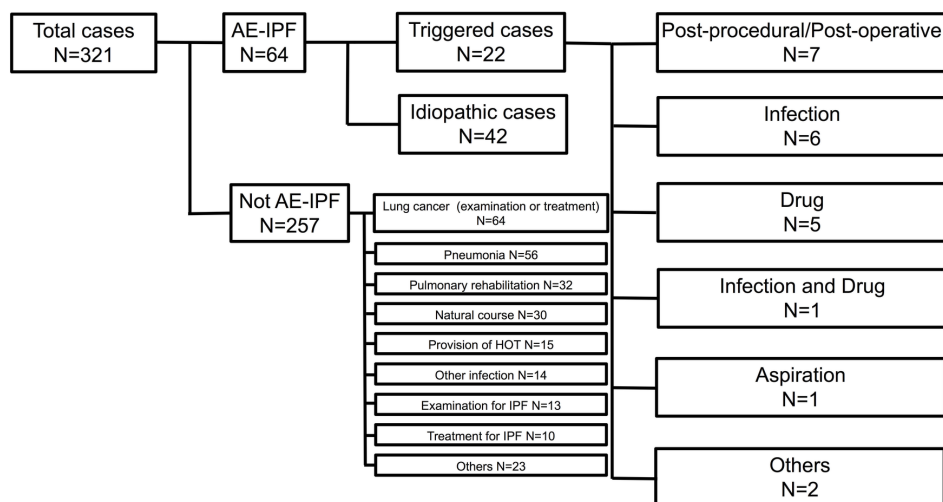 Total cases
N=321
AE-IPF
N=64
Triggered cases
N=22
Idiopathic cases
N=42
Not AE-IPF
N=257
Lung cancer (examination or treatment)
N=64
Pneumonia N=56
Pulmonary rehabilitation N=32
Natural course N=30
Provision of HOT N=15
Other infection N=14
Examination for IPF N=13
Treatment for IPF N=10
Others N=23
Post-procedural/Post-operative
N=7
Infection
N=6
Drug
N=5
Infection and Drug
N=1
Aspiration
N=1
Others
N=2